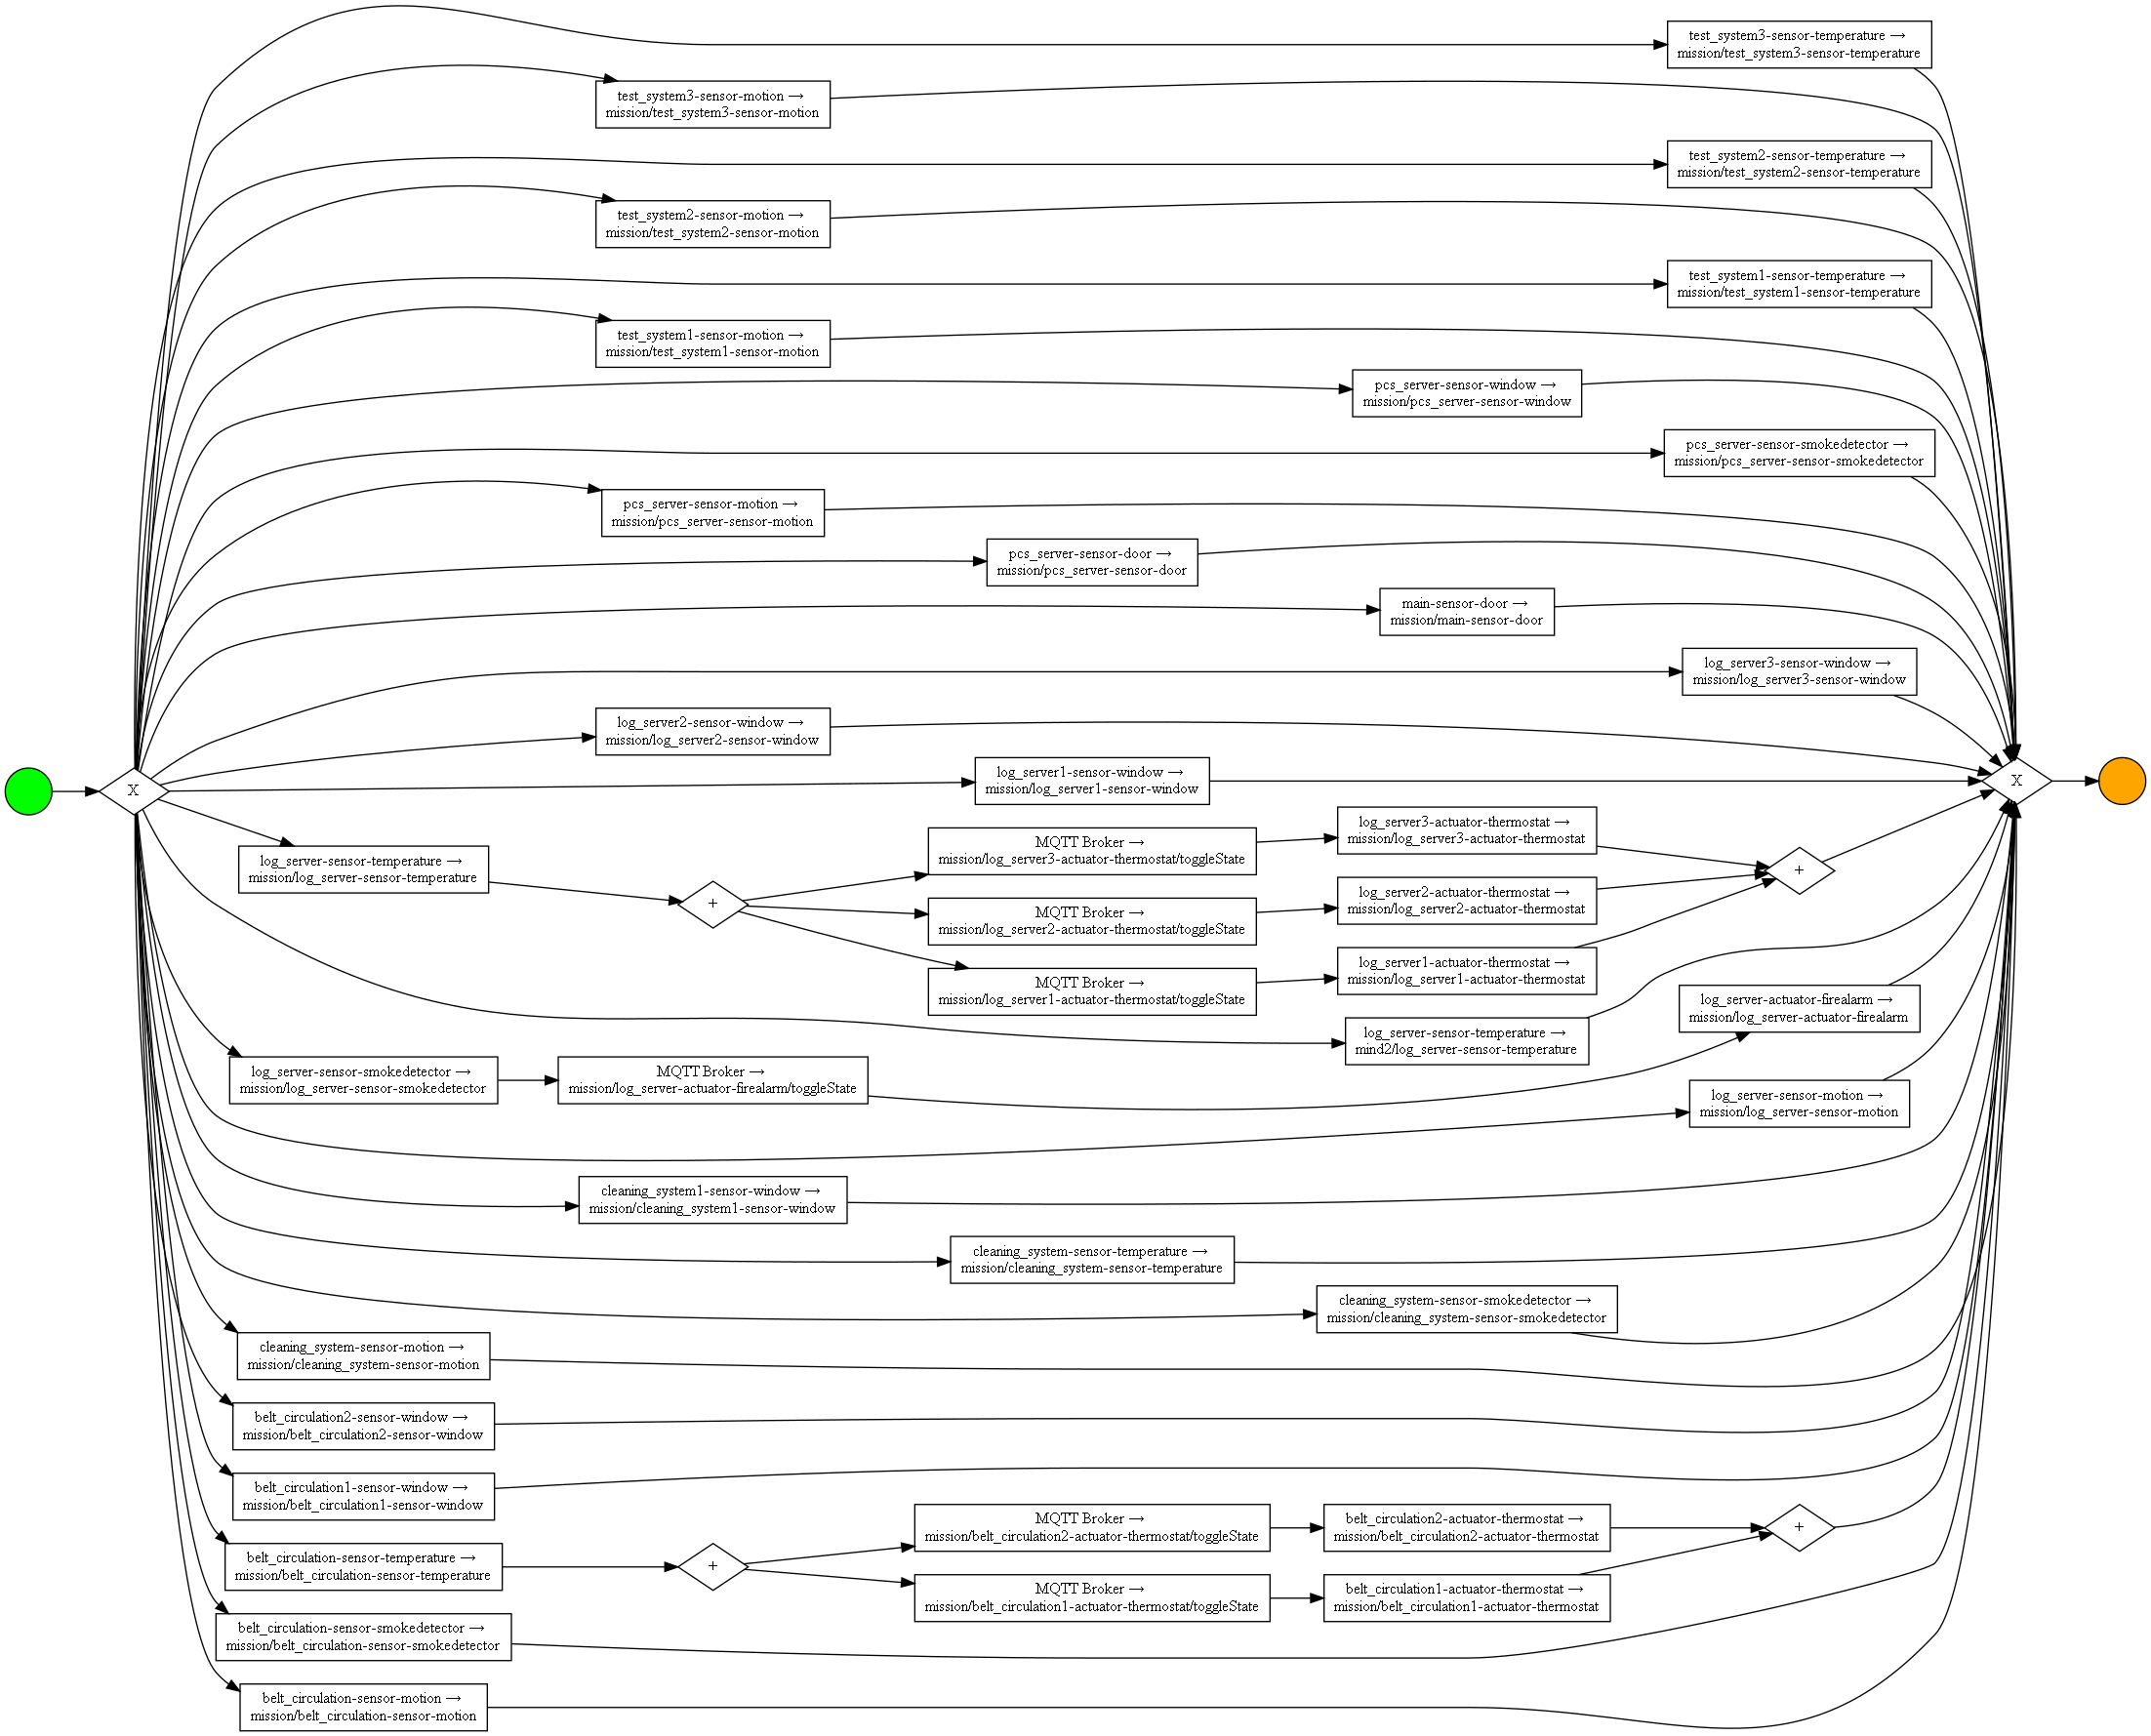 test_system3-sensor-temperature →
mission/test_system3-sensor-temperature
test_system3-sensor-motion →
mission/test_system3-sensor-motion
test_system2-sensor-temperature →
mission/test_system2-sensor-temperature
test_system2-sensor-motion →
mission/test_system2-sensor-motion
test_system1-sensor-temperature →
mission/test_system1-sensor-temperature
test_system1-sensor-motion →
mission/test_system1-sensor-motion
pcs_server-sensor-window →
mission/pcs_server-sensor-window
pcs_server-sensor-smokedetector →
mission/pcs_server-sensor-smokedetector
pcs_server-sensor-motion →
mission/pcs_server-sensor-motion
pcs_server-sensor-door →
mission/pcs_server-sensor-door
main-sensor-door →
mission/main-sensor-door
log_server3-sensor-window →
mission/log_server3-sensor-window
log_server2-sensor-window →
mission/log_server2-sensor-window
X
log_server1-sensor-window →
mission/log_server1-sensor-window
X
log_server-sensor-temperature →
mission/log_server-sensor-temperature
+
MQTT Broker →
mission/log_server3-actuator-thermostat/toggleState
log_server3-actuator-thermostat →
mission/log_server3-actuator-thermostat
+
MQTT Broker →
mission/log_server2-actuator-thermostat/toggleState
log_server2-actuator-thermostat →
mission/log_server2-actuator-thermostat
MQTT Broker →
mission/log_server1-actuator-thermostat/toggleState
log_server1-actuator-thermostat →
mission/log_server1-actuator-thermostat
log_server-sensor-temperature →
mind2/log_server-sensor-temperature
log_server-sensor-smokedetector →
mission/log_server-sensor-smokedetector
MQTT Broker →
mission/log_server-actuator-firealarm/toggleState
log_server-actuator-firealarm →
mission/log_server-actuator-firealarm
log_server-sensor-motion →
mission/log_server-sensor-motion
cleaning_system1-sensor-window →
mission/cleaning_system1-sensor-window
cleaning_system-sensor-temperature →
mission/cleaning_system-sensor-temperature
cleaning_system-sensor-smokedetector →
mission/cleaning_system-sensor-smokedetector
cleaning_system-sensor-motion →
mission/cleaning_system-sensor-motion
belt_circulation2-sensor-window →
mission/belt_circulation2-sensor-window
belt_circulation1-sensor-window →
mission/belt_circulation1-sensor-window
belt_circulation-sensor-temperature →
mission/belt_circulation-sensor-temperature
+
MQTT Broker →
mission/belt_circulation2-actuator-thermostat/toggleState
belt_circulation2-actuator-thermostat →
mission/belt_circulation2-actuator-thermostat
+
MQTT Broker →
mission/belt_circulation1-actuator-thermostat/toggleState
belt_circulation1-actuator-thermostat →
mission/belt_circulation1-actuator-thermostat
belt_circulation-sensor-smokedetector →
mission/belt_circulation-sensor-smokedetector
belt_circulation-sensor-motion →
mission/belt_circulation-sensor-motion